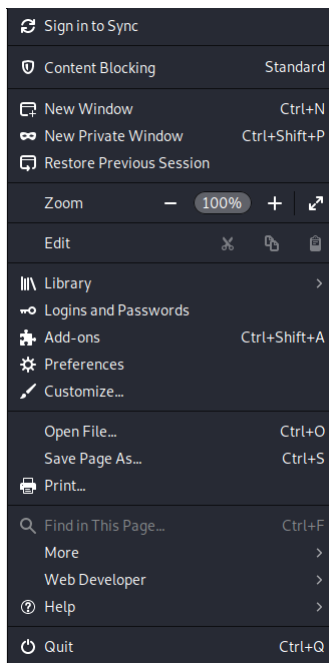 Sign in to Sync
Content Blocking Standard
New Window Ctrl+N
New Private Window Ctrl+Shift+P
Restore Previous Session
Zoom − 100% +
Edit
Library
Logins and Passwords
Add-ons Ctrl+Shift+A
Preferences
Customize...
Open File... Ctrl+O
Save Page As... Ctrl+S
Print...
Find in This Page... Ctrl+F
More
Web Developer
Help
Quit Ctrl+Q